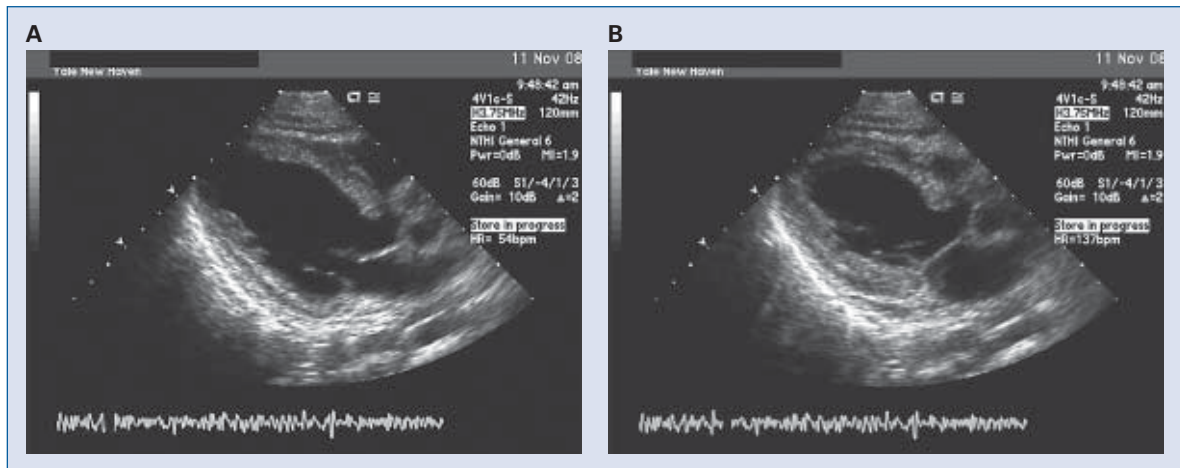 A
11 Nov 08
Yale New Haven
9:48:42 am
4V1c-S 42Hz
H3.75MHz 120mm
Echo 1
NTHI General 6
Pwr=0dB MI=1.9
60dB S1/-4/1/3
Gain= 10dB ▲=2
Store in progress
HR= 54bpm
B
11 Nov 08
Yale New Haven
9:48:42 am
4V1c-S 42Hz
H3.75MHz 120mm
Echo 1
NTHI General 6
Pwr=0dB MI=1.9
60dB S1/-4/1/3
Gain= 10dB ▲=2
Store in progress
HR=137bpm